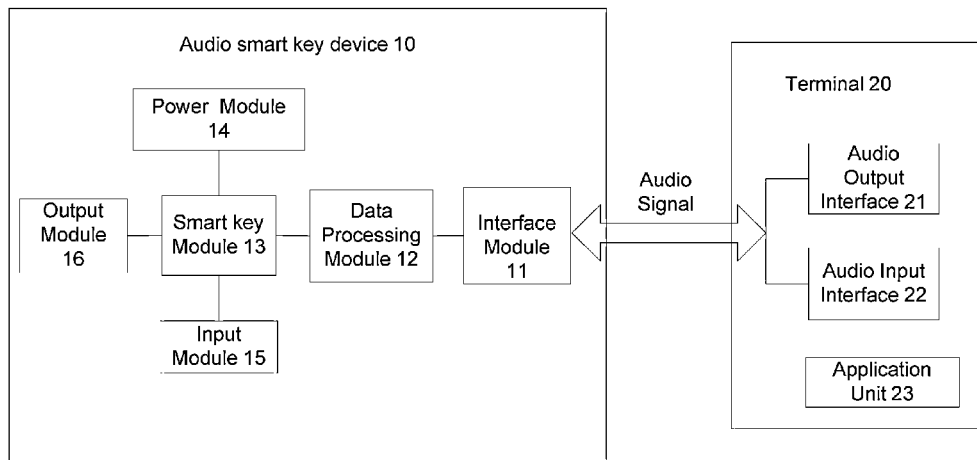 Audio smart key device 10
Power Module
14
Output
Module
16
Smart key
Module 13
Data
Processing
Module 12
Interface
Module
11
Input
Module 15
Audio
Signal
Terminal 20
Audio
Output
Interface 21
Audio Input
Interface 22
Application
Unit 23